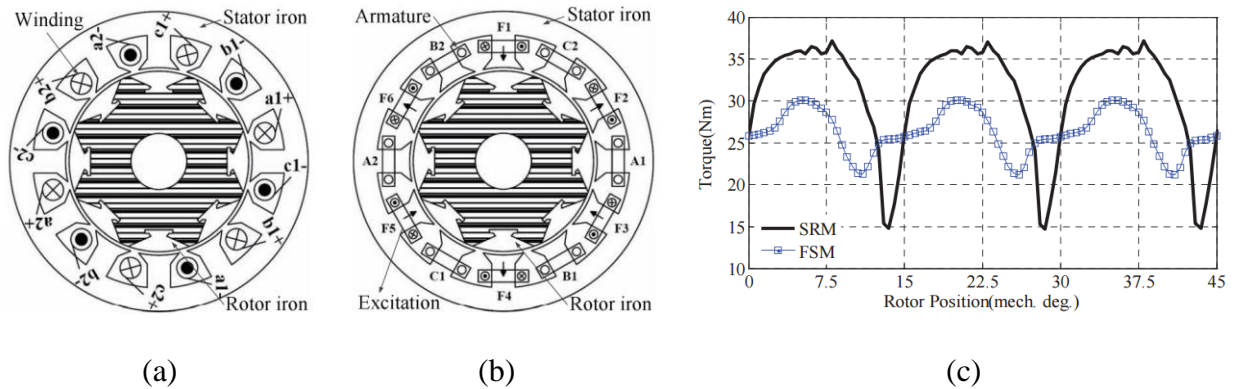 Winding
Stator iron
a2-
c1+
b1-
a1+
c1-
b1+
a1-
c2+
b2-
a2+
c2-
b2+
Rotor iron
(a)
Armature
Stator iron
F1
C2
F2
A1
F3
B1
F4
C1
F5
A2
F6
B2
Excitation
Rotor iron
(b)
Torque(Nm)
40
35
30
25
20
15
10
SRM
FSM
0
7.5
15
22.5
30
37.5
45
Rotor Position(mech. deg.)
(c)